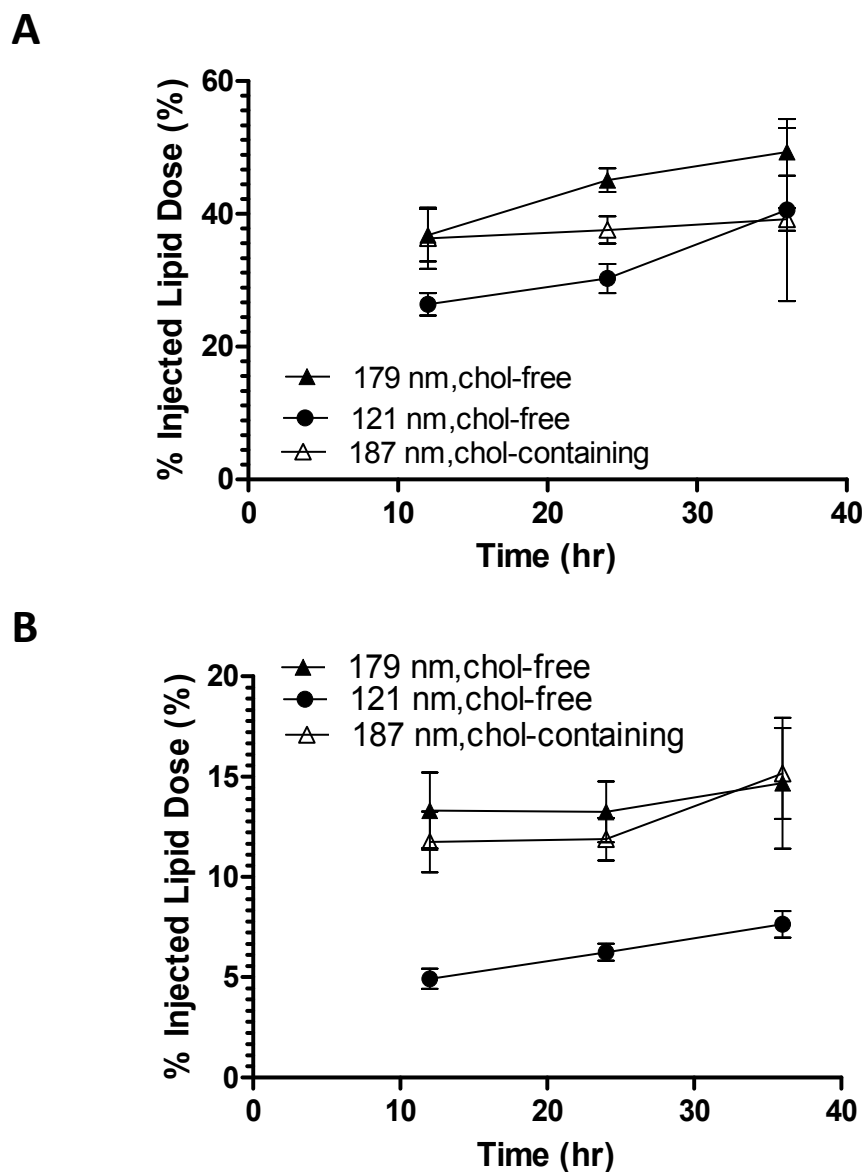 A
% Injected Lipid Dose (%)
60
40
20
0
179 nm,chol-free
121 nm,chol-free
187 nm,chol-containing
0 10 20 30 40
Time (hr)
B
% Injected Lipid Dose (%)
179 nm,chol-free
121 nm,chol-free
187 nm,chol-containing
20
15
10
5
0
0 10 20 30 40
Time (hr)